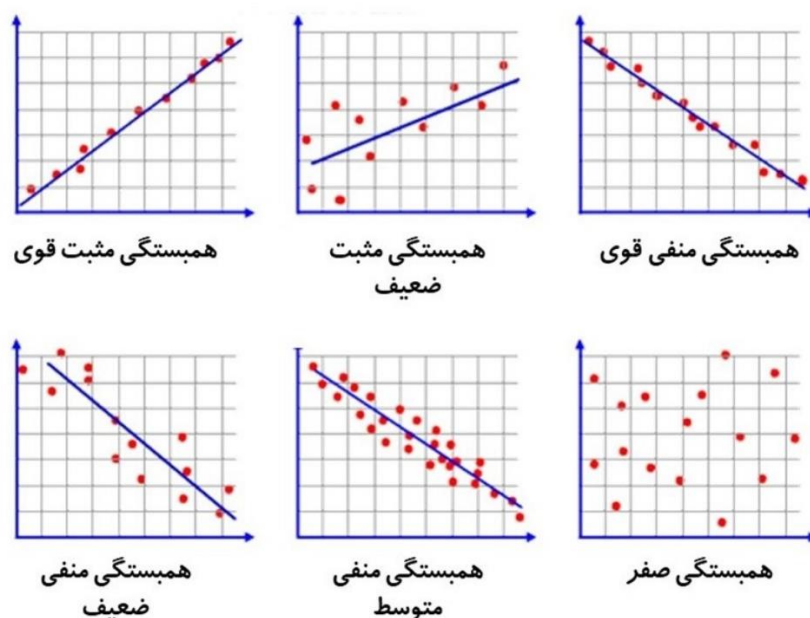 همبستگی مثبت قوی
همبستگی مثبت
ضعیف
همبستگی منفی قوی
همبستگی منفی
ضعیف
همبستگی منفی
متوسط
همبستگی صفر